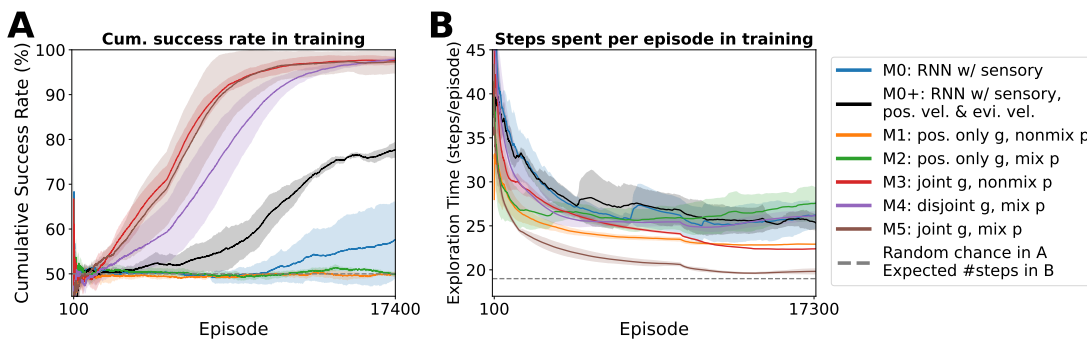 A
Cum. success rate in training
Cumulative Success Rate (%)
100
90
80
70
60
50
100
17400
Episode
B
Steps spent per episode in training
Exploration Time (steps/episode)
45
40
35
30
25
20
100
17300
Episode
M0: RNN w/ sensory
M0+: RNN w/ sensory,
pos. vel. & evi. vel.
M1: pos. only g, nonmix p
M2: pos. only g, mix p
M3: joint g, nonmix p
M4: disjoint g, mix p
M5: joint g, mix p
Random chance in A
Expected #steps in B